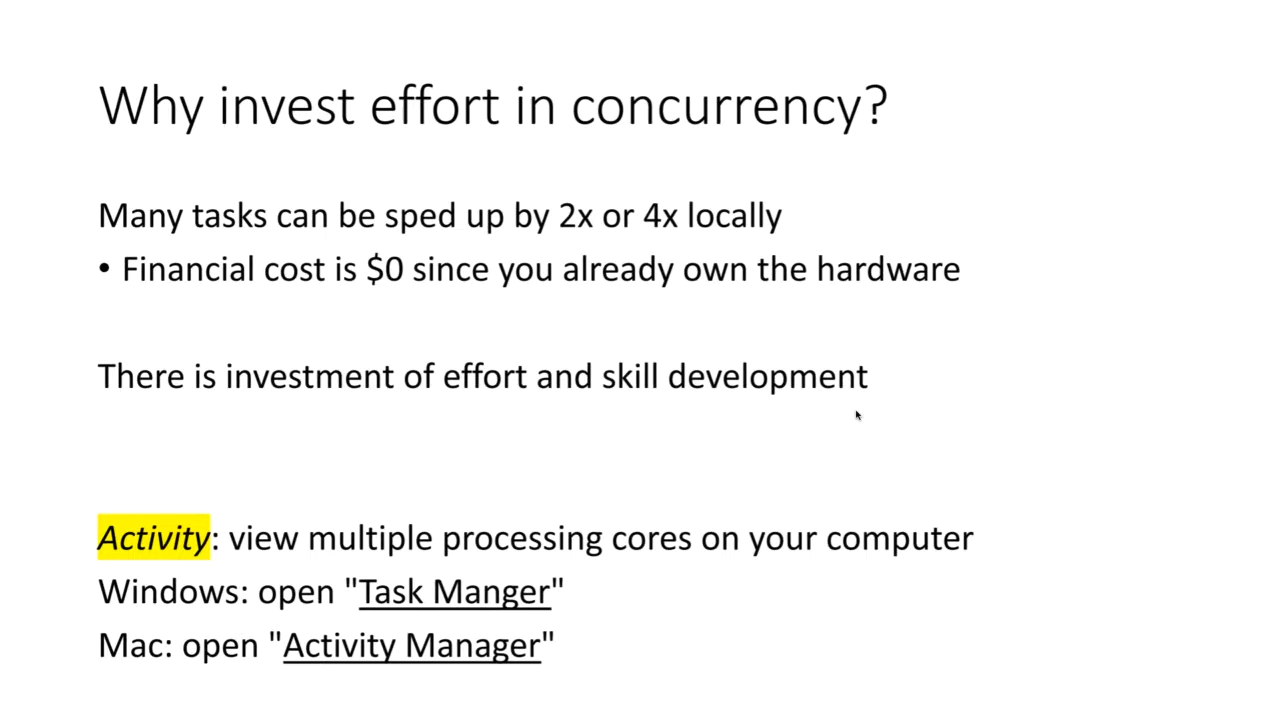 Why invest effort in concurrency?
Many tasks can be sped up by 2x or 4x locally
• Financial cost is $0 since you already own the hardware
There is investment of effort and skill development
Activity: view multiple processing cores on your computer
Windows: open "Task Manger"
Mac: open "Activity Manager"